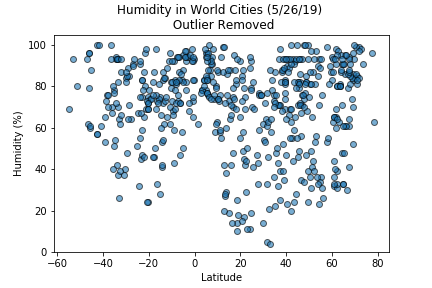 Humidity in World Cities (5/26/19)
Outlier Removed
100
80
60
40
20
0
Humidity (%)
−60 −40 −20 0 20 40 60 80
Latitude